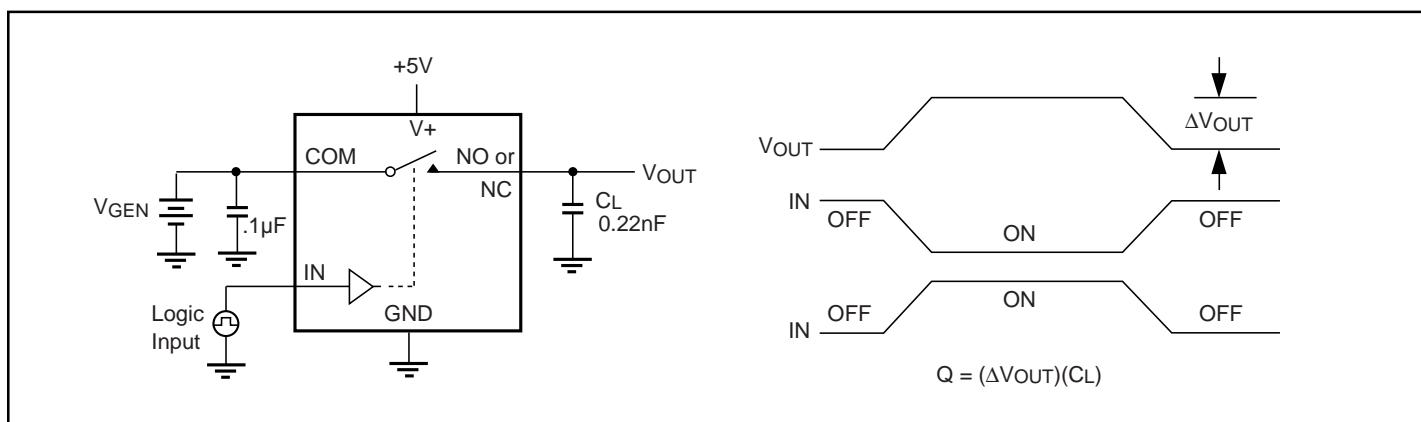 +5V
V+
COM
NO or
NC
VOUT
VGEN
.1µF
CL
0.22nF
IN
Logic
Input
GND
VOUT
ΔVOUT
IN
OFF
ON
OFF
IN
OFF
ON
OFF
Q = (ΔVOUT)(CL)